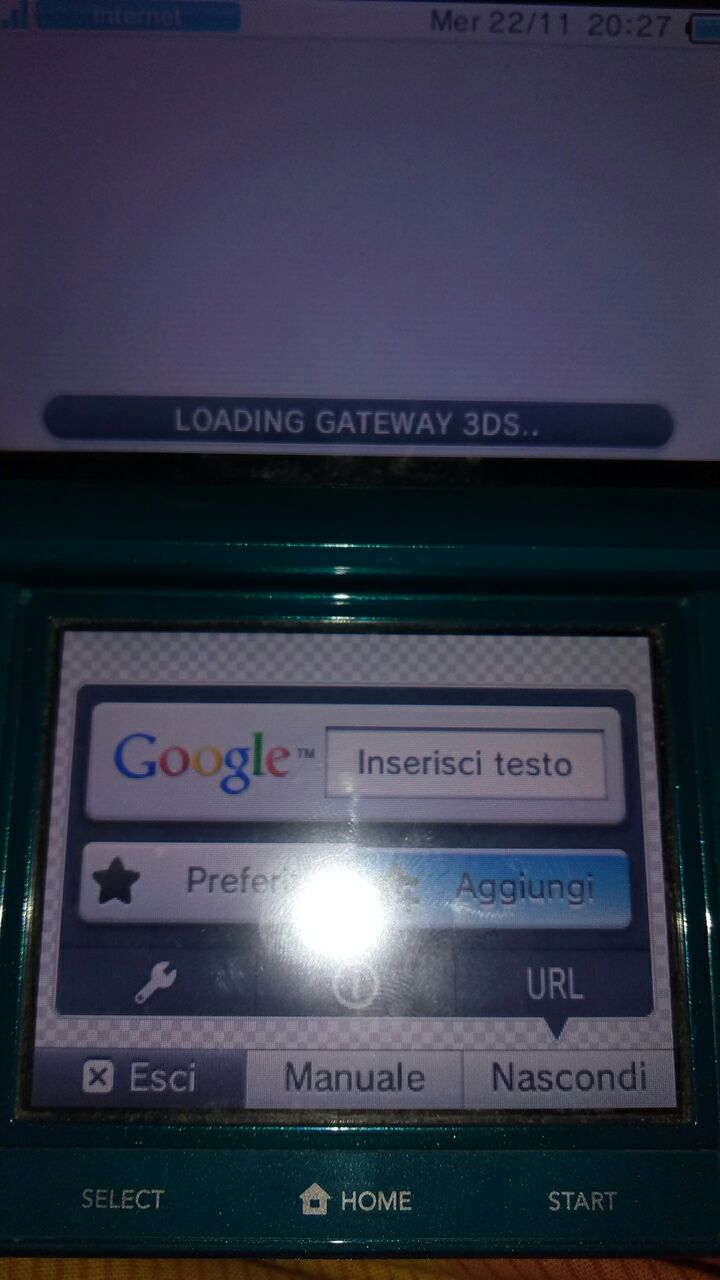 Internet
Mer 22/11 20:27
LOADING GATEWAY 3DS..
Google™ Inserisci testo
Aggiungi
URL
Esci Manuale Nascondi
SELECT HOME START